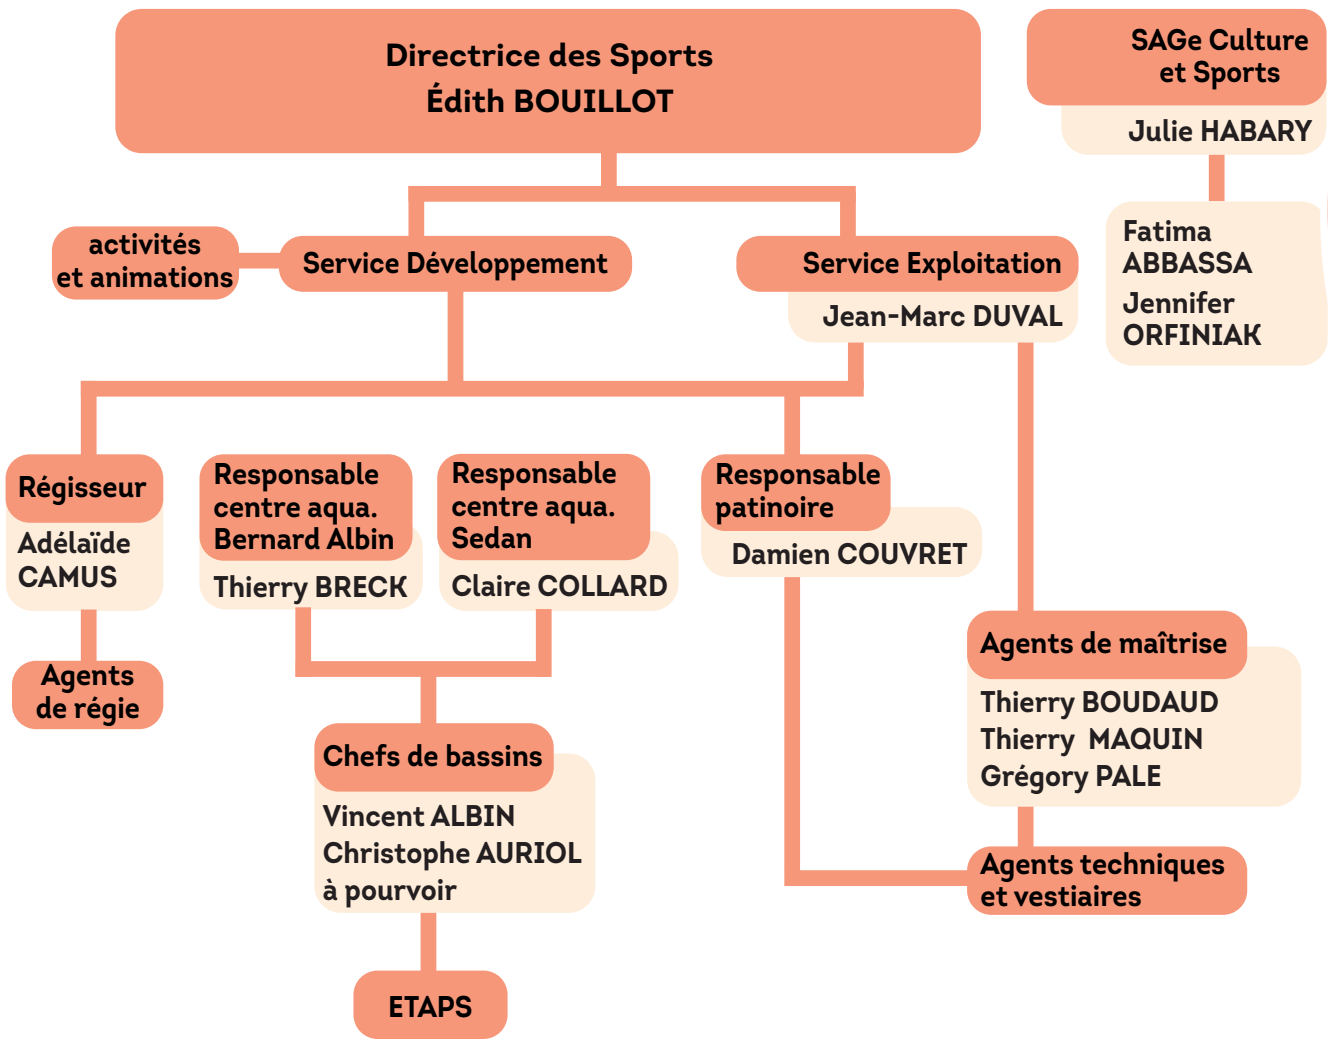 Directrice des Sports
Édith BOUILLOT
SAGe Culture
et Sports
Julie HABARY
Fatima
ABBASSA
Jennifer
ORFINIAK
activités
et animations
Service Développement
Service Exploitation
Jean-Marc DUVAL
Régisseur
Adélaïde
CAMUS
Agents
de régie
Responsable
centre aqua.
Bernard Albin
Thierry BRECK
Responsable
centre aqua.
Sedan
Claire COLLARD
Chefs de bassins
Vincent ALBIN
Christophe AURIOL
à pourvoir
ETAPS
Responsable
patinoire
Damien COUVRET
Agents de maîtrise
Thierry BOUDAUD
Thierry MAQUIN
Grégory PALE
Agents techniques
et vestiaires